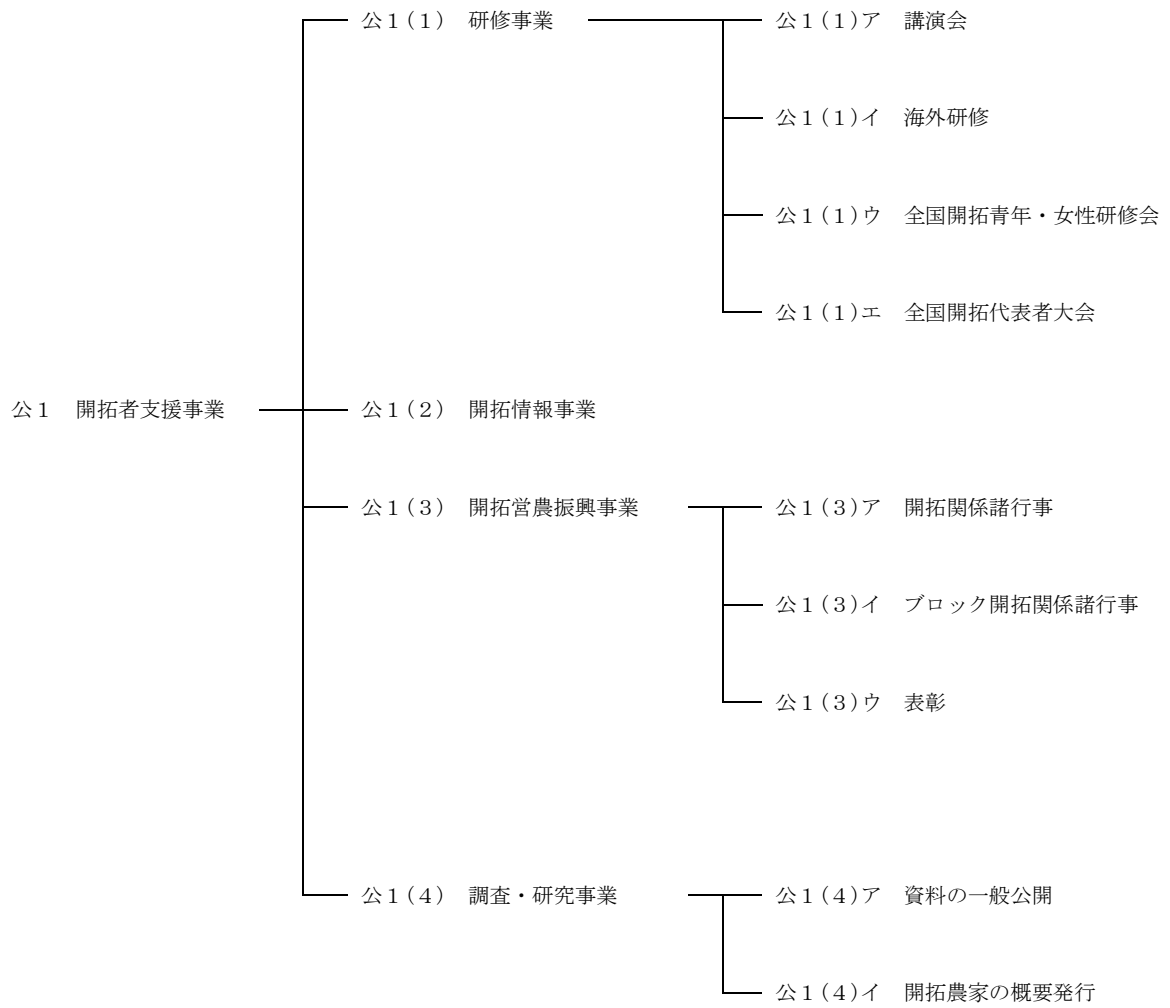 公１（１） 研修事業 公１（１）ア 講演会
公１（１）イ 海外研修
公１（１）ウ 全国開拓青年・女性研修会
公１（１）エ 全国開拓代表者大会
公１ 開拓者支援事業 公１（２） 開拓情報事業
公１（３） 開拓営農振興事業 公１（３）ア 開拓関係諸行事
公１（３）イ ブロック開拓関係諸行事
公１（３）ウ 表彰
公１（４） 調査・研究事業 公１（４）ア 資料の一般公開
公１（４）イ 開拓農家の概要発行